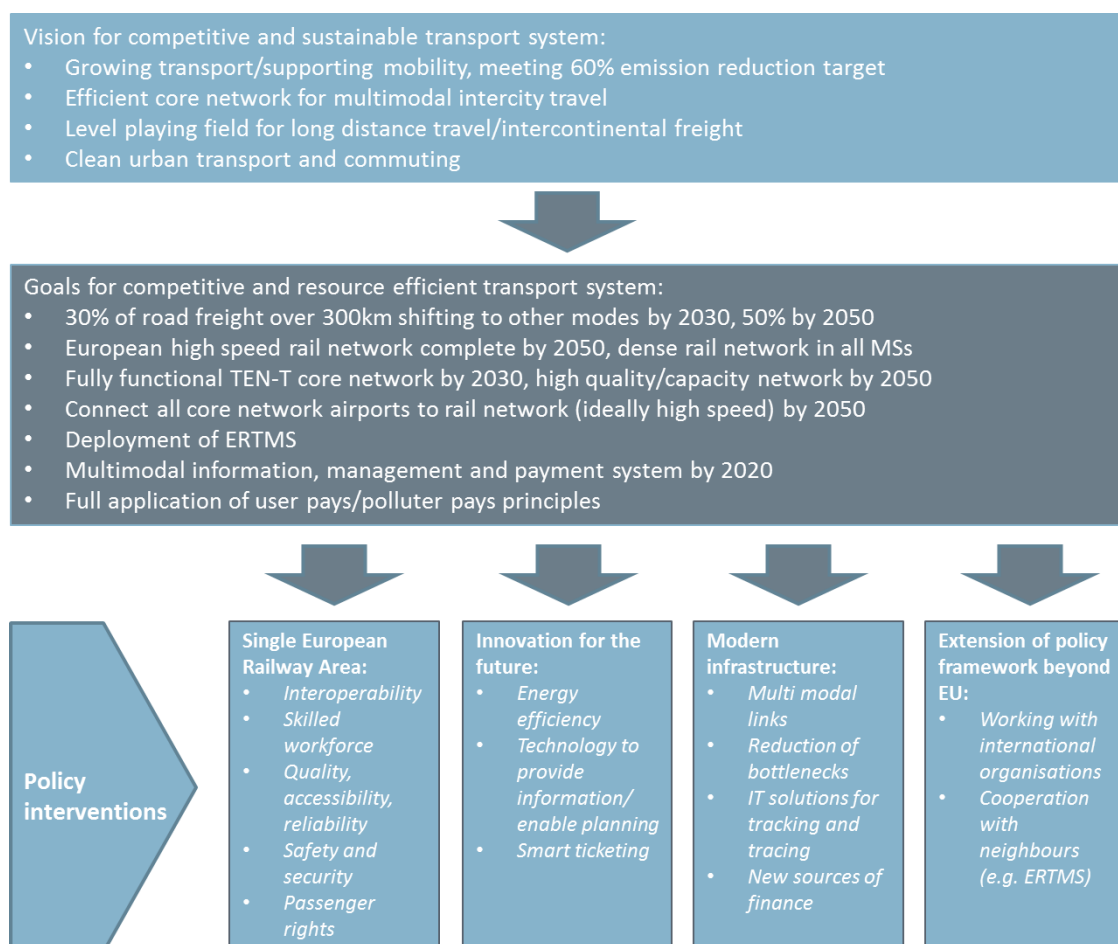 Vision for competitive and sustainable transport system:
• Growing transport/supporting mobility, meeting 60% emission reduction target
• Efficient core network for multimodal intercity travel
• Level playing field for long distance travel/intercontinental freight
• Clean urban transport and commuting
Goals for competitive and resource efficient transport system:
• 30% of road freight over 300km shifting to other modes by 2030, 50% by 2050
• European high speed rail network complete by 2050, dense rail network in all MSs
• Fully functional TEN-T core network by 2030, high quality/capacity network by 2050
• Connect all core network airports to rail network (ideally high speed) by 2050
• Deployment of ERTMS
• Multimodal information, management and payment system by 2020
• Full application of user pays/polluter pays principles
Policy
interventions
Single European
Railway Area:
• Interoperability
• Skilled
workforce
• Quality,
accessibility,
reliability
• Safety and
security
• Passenger
rights
Innovation for the
future:
• Energy
efficiency
• Technology to
provide
information/
enable planning
• Smart ticketing
Modern
infrastructure:
• Multi modal
links
• Reduction of
bottlenecks
• IT solutions for
tracking and
tracing
• New sources of
finance
Extension of policy
framework beyond
EU:
• Working with
international
organisations
• Cooperation
with
neighbours
(e.g. ERTMS)